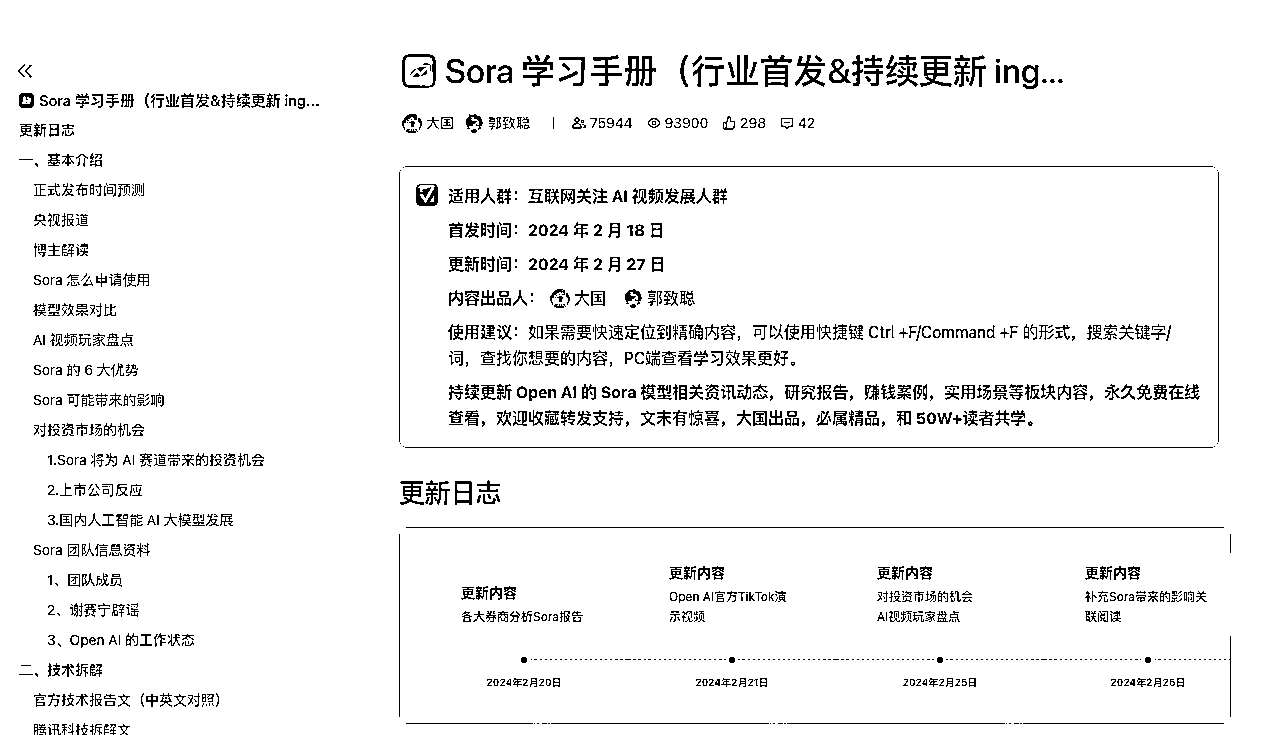 Sora 学习手册（行业首发&持续更新 ing...
更新日志
一、基本介绍
正式发布时间预测
央视报道
博主解读
Sora 怎么申请使用
模型效果对比
AI 视频玩家盘点
Sora 的 6 大优势
Sora 可能带来的影响
对投资市场的机会
1.Sora 将为 AI 赛道带来的投资机会
2.上市公司反应
3.国内人工智能 AI 大模型发展
Sora 团队信息资料
1、团队成员
2、谢赛宁辟谣
3、Open AI 的工作状态
二、技术拆解
官方技术报告文（中英文对照）
腾讯科技拆解文
Sora 学习手册（行业首发&持续更新 ing...
大国 郭致聪 | 75944 93900 298 42
适用人群：互联网关注 AI 视频发展人群
首发时间：2024 年 2 月 18 日
更新时间：2024 年 2 月 27 日
内容出品人： 大国 郭致聪
使用建议：如果需要快速定位到精确内容，可以使用快捷键 Ctrl +F/Command +F 的形式，搜索关键字/
词，查找你想要的内容，PC端查看学习效果更好。
持续更新 Open AI 的 Sora 模型相关资讯动态，研究报告，赚钱案例，实用场景等板块内容，永久免费在线
查看，欢迎收藏转发支持，文末有惊喜，大国出品，必属精品，和 50W+读者共学。
更新日志
更新内容
各大券商分析Sora报告
2024年2月20日
更新内容
Open AI官方TikTok演
示视频
2024年2月21日
更新内容
对投资市场的机会
AI视频玩家盘点
2024年2月25日
更新内容
补充Sora带来的影响关
联阅读
2024年2月26日